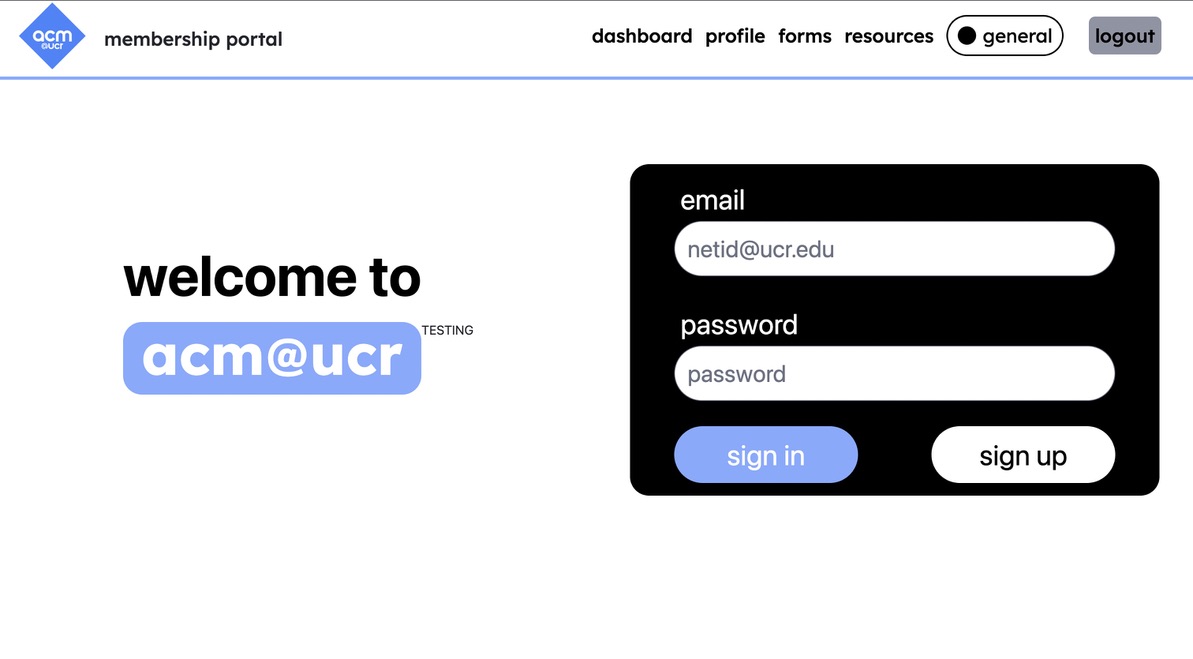 acm
@ucr
membership portal
dashboard profile forms resources general logout
welcome to
acm@ucr
TESTING
email
netid@ucr.edu
password
password
sign in sign up